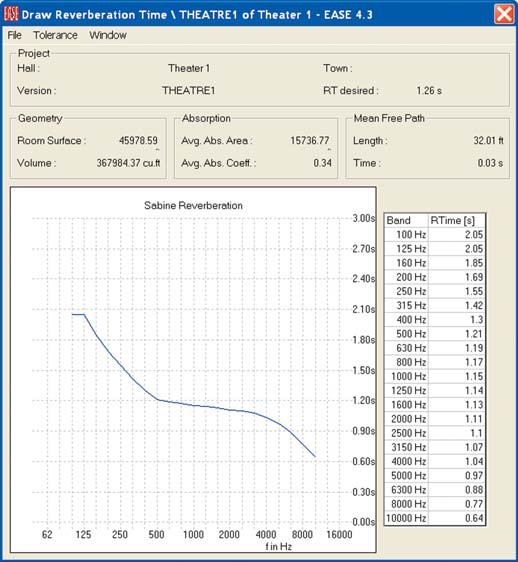 EASE Draw Reverberation Time \ THEATRE1 of Theater 1 - EASE 4.3
File Tolerance Window
Project
Hall : Theater 1 Town :
Version : THEATRE1 RT desired : 1.26 s
Geometry
Room Surface : 45978.59
Volume : 367984.37 cu.ft
Absorption
Avg. Abs. Area : 15736.77
Avg. Abs. Coeff. : 0.34
Mean Free Path
Length : 32.01 ft
Time : 0.03 s
Sabine Reverberation
3.00s
2.70s
2.40s
2.10s
1.80s
1.50s
1.20s
0.90s
0.60s
0.30s
0.00s
62 125 250 500 1000 2000 4000 8000 16000
f in Hz
Band RTime [s]
100 Hz 2.05
125 Hz 2.05
160 Hz 1.85
200 Hz 1.69
250 Hz 1.55
315 Hz 1.42
400 Hz 1.3
500 Hz 1.21
630 Hz 1.19
800 Hz 1.17
1000 Hz 1.15
1250 Hz 1.14
1600 Hz 1.13
2000 Hz 1.11
2500 Hz 1.1
3150 Hz 1.07
4000 Hz 1.04
5000 Hz 0.97
6300 Hz 0.88
8000 Hz 0.77
10000 Hz 0.64